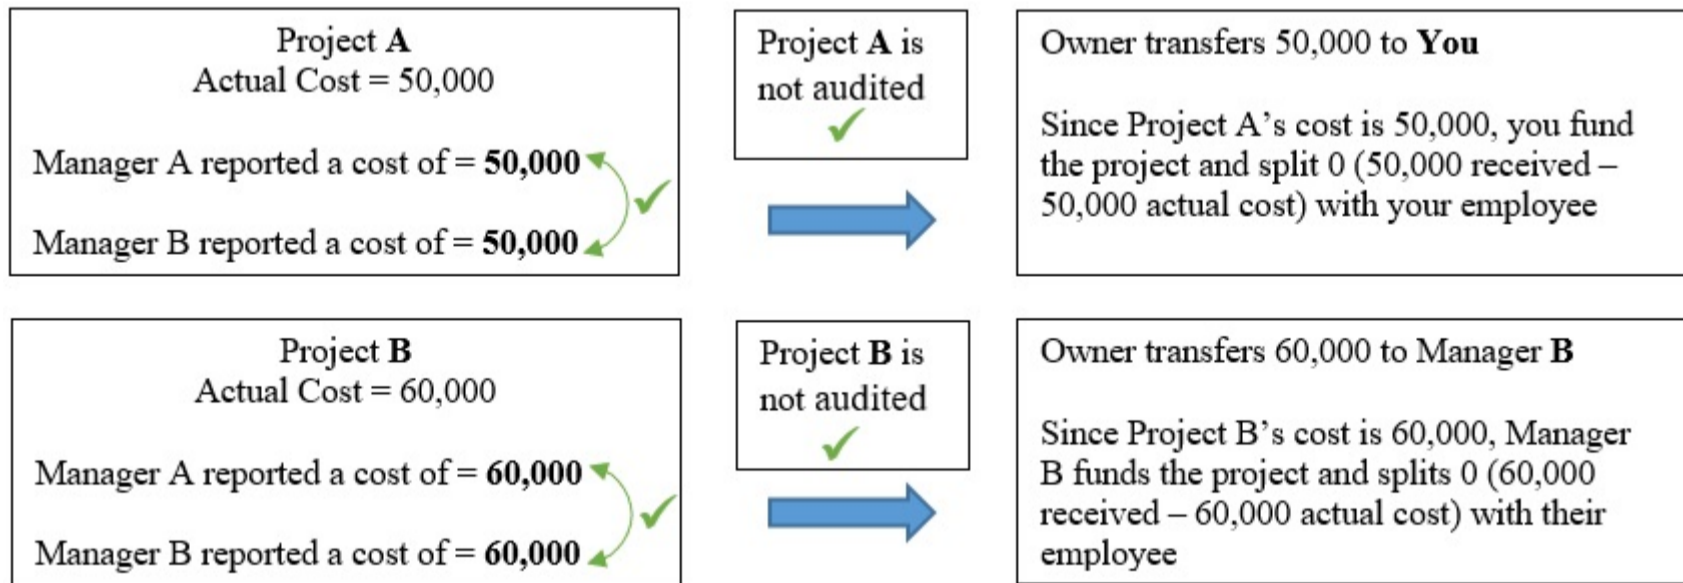 Project A
Actual Cost = 50,000
Manager A reported a cost of = 50,000
Manager B reported a cost of = 50,000
Project A is
not audited
Owner transfers 50,000 to You
Since Project A’s cost is 50,000, you fund
the project and split 0 (50,000 received –
50,000 actual cost) with your employee
Project B
Actual Cost = 60,000
Manager A reported a cost of = 60,000
Manager B reported a cost of = 60,000
Project B is
not audited
Owner transfers 60,000 to Manager B
Since Project B’s cost is 60,000, Manager
B funds the project and splits 0 (60,000
received – 60,000 actual cost) with their
employee